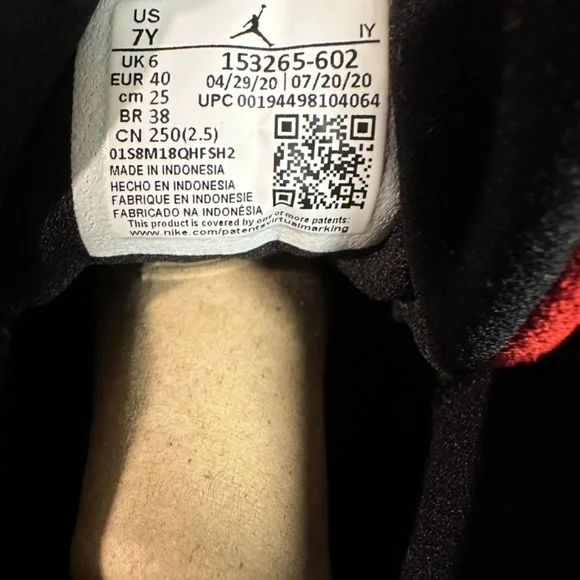 US
7Y
IY
UK 6
EUR 40
cm 25
BR 38
CN 250(2.5)
153265-602
04/29/20 | 07/20/20
UPC 00194498104064
01S8M18QHFSH2
MADE IN INDONESIA
HECHO EN INDONESIA
FABRIQUE EN INDONESIE
FABRICADO NA INDONÉSIA
This product is covered by one or more patents:
www.nike.com/patentsvirtualmarking